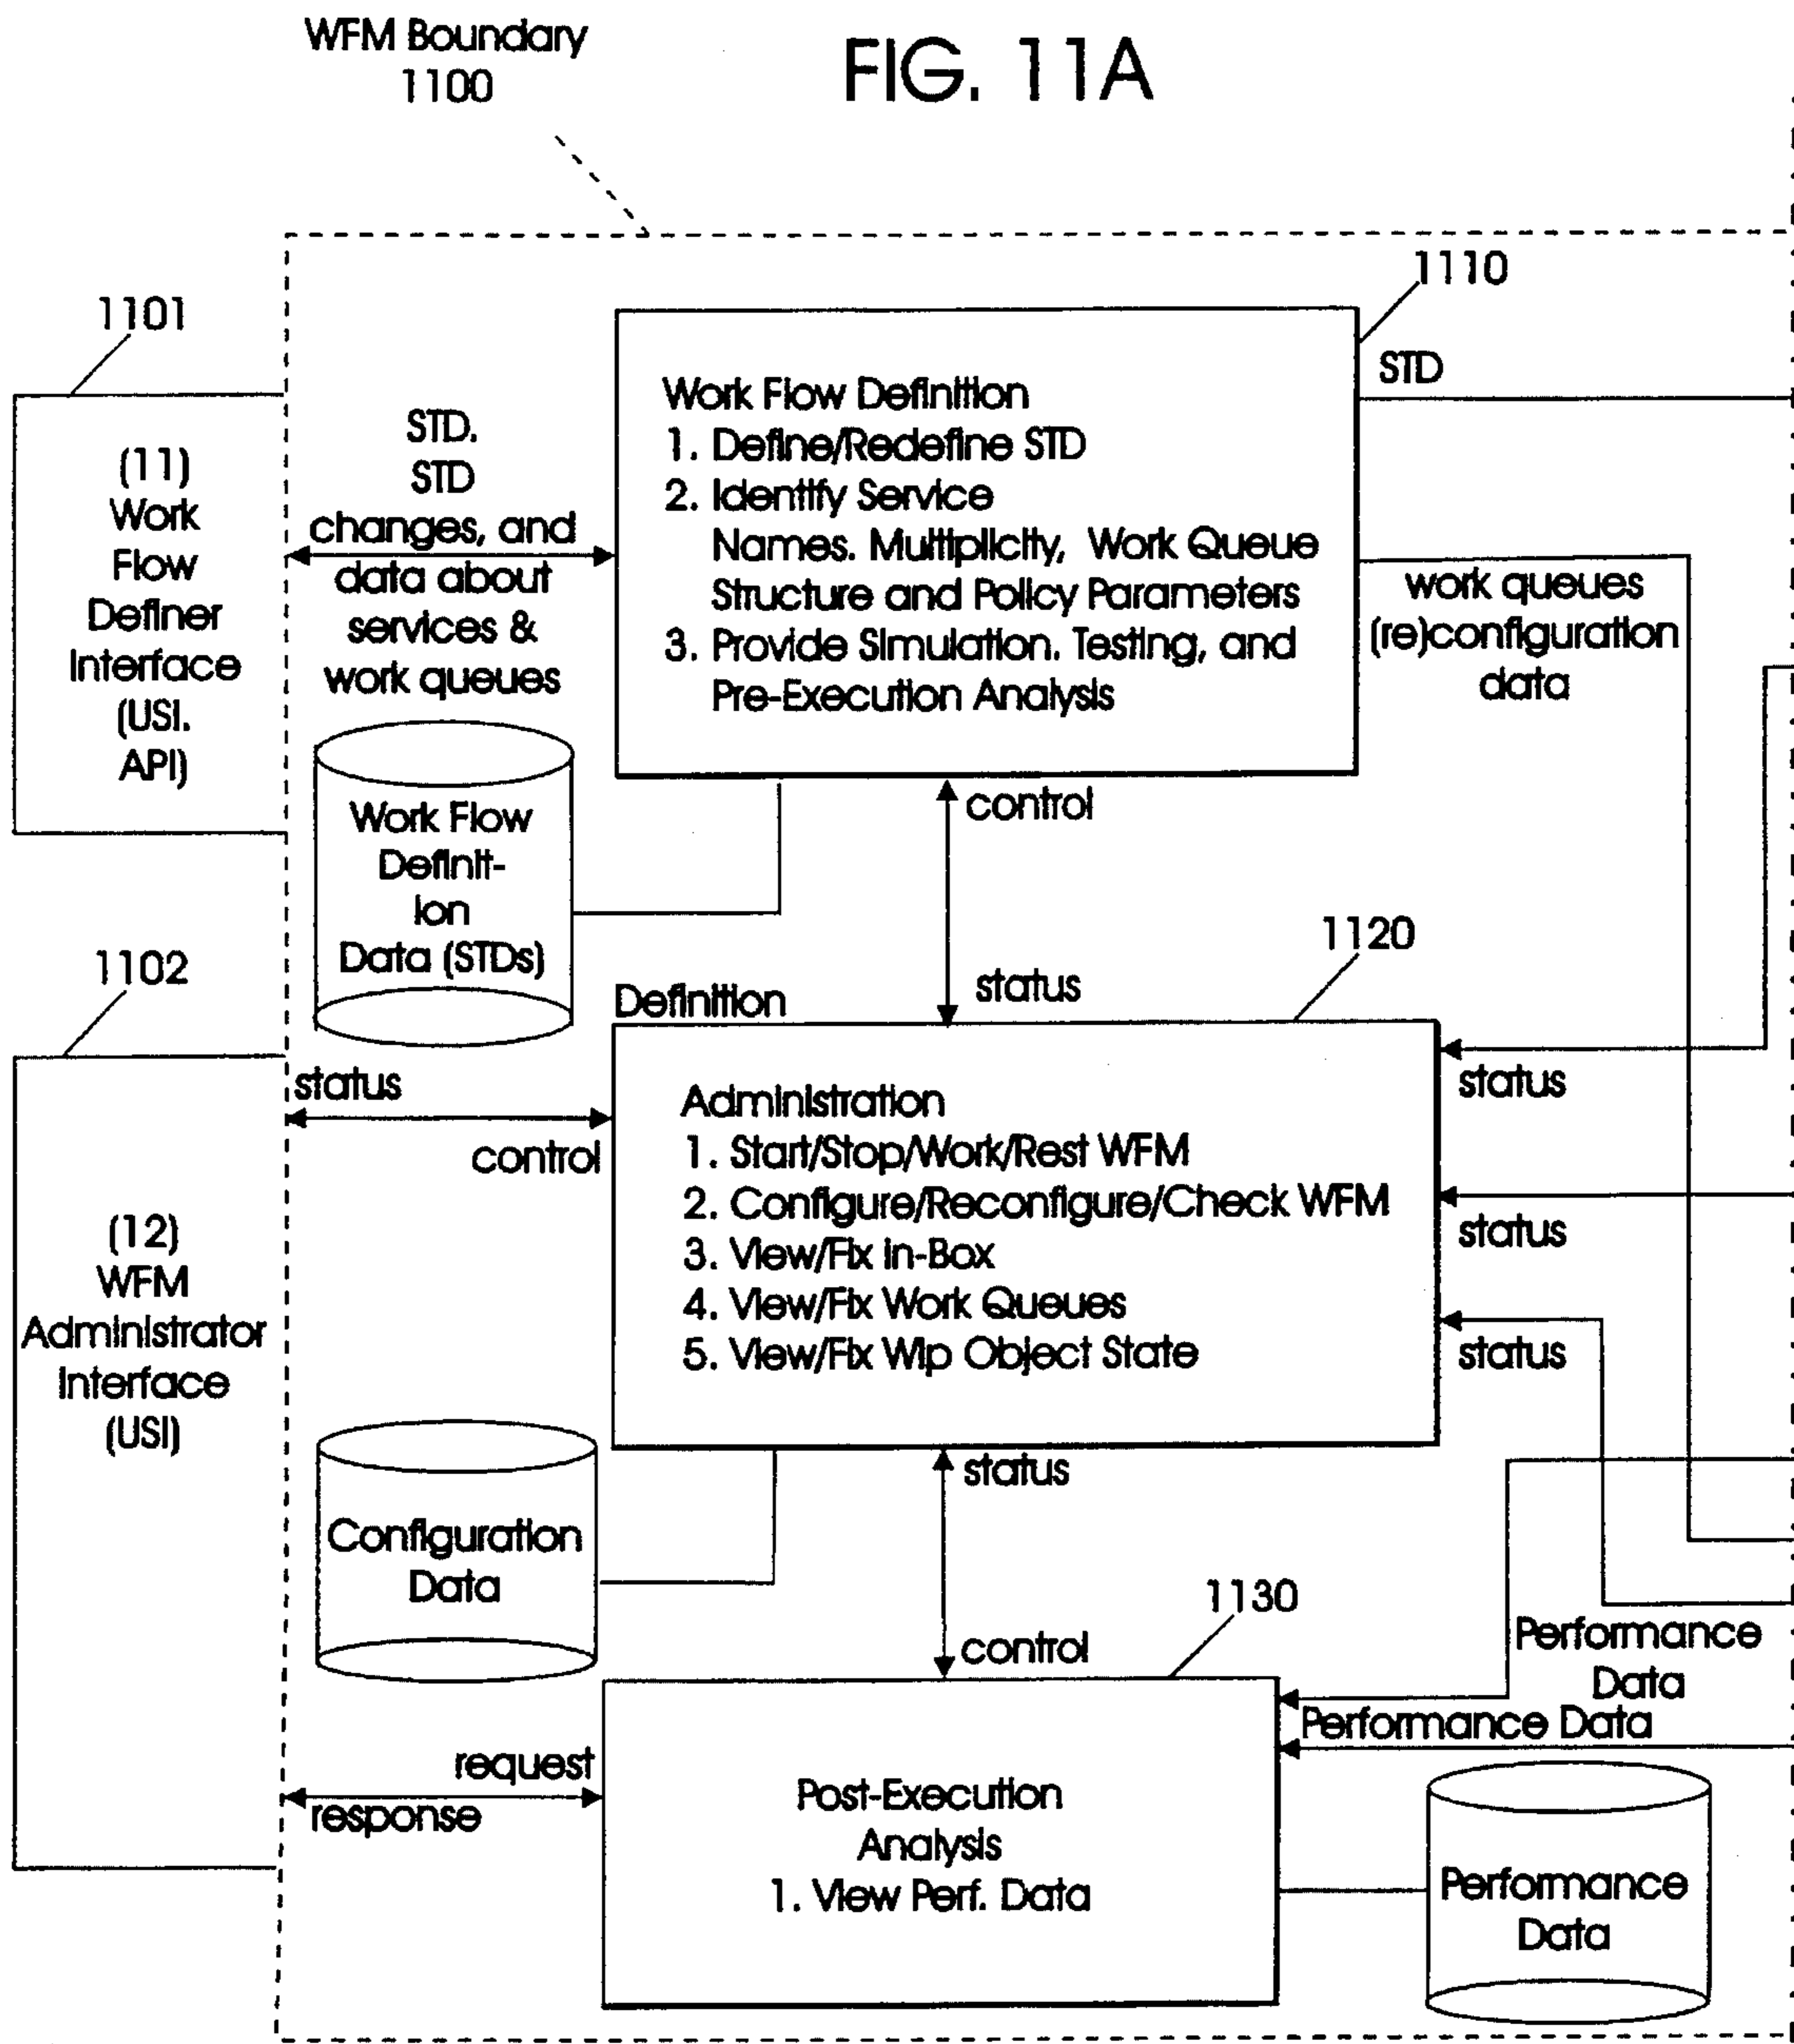 WFM Boundary
1100
FIG. 11A
1101
(11)
Work
Flow
Definer
Interface
(USI.
API)
STD.
STD
changes, and
data about
services &
work queues
1110
Work Flow Definition
1. Define/Redefine STD
2. Identify Service
Names. Multiplicity, Work Queue
Structure and Policy Parameters
3. Provide Simulation. Testing, and
Pre-Execution Analysis
STD
work queues
(re)configuration
data
Work Flow
Definit-
ion
Data (STDs)
control
status
Definition
1120
1102
(12)
WFM
Administrator
Interface
(USI)
status
control
Administration
1. Start/Stop/Work/Rest WFM
2. Configure/Reconfigure/Check WFM
3. View/Fix In-Box
4. View/Fix Work Queues
5. View/Fix Wip Object State
status
status
status
Configuration
Data
status
control
1130
Performance
Data
Performance Data
request
response
Post-Execution
Analysis
1. View Perf. Data
Performance
Data